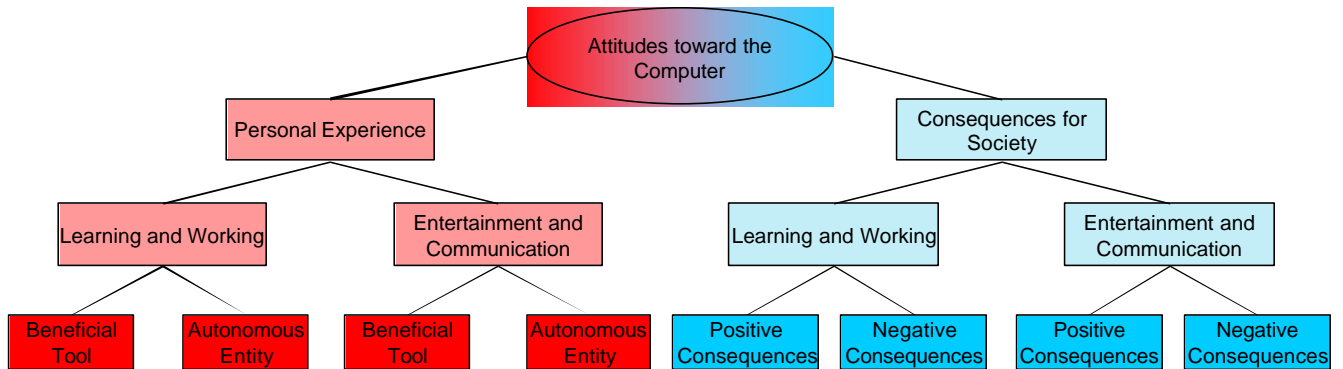 Attitudes toward the
Computer
Personal Experience
Consequences for
Society
Learning and Working
Entertainment and
Communication
Learning and Working
Entertainment and
Communication
Beneficial
Tool
Autonomous
Entity
Beneficial
Tool
Autonomous
Entity
Positive
Consequences
Negative
Consequences
Positive
Consequences
Negative
Consequences